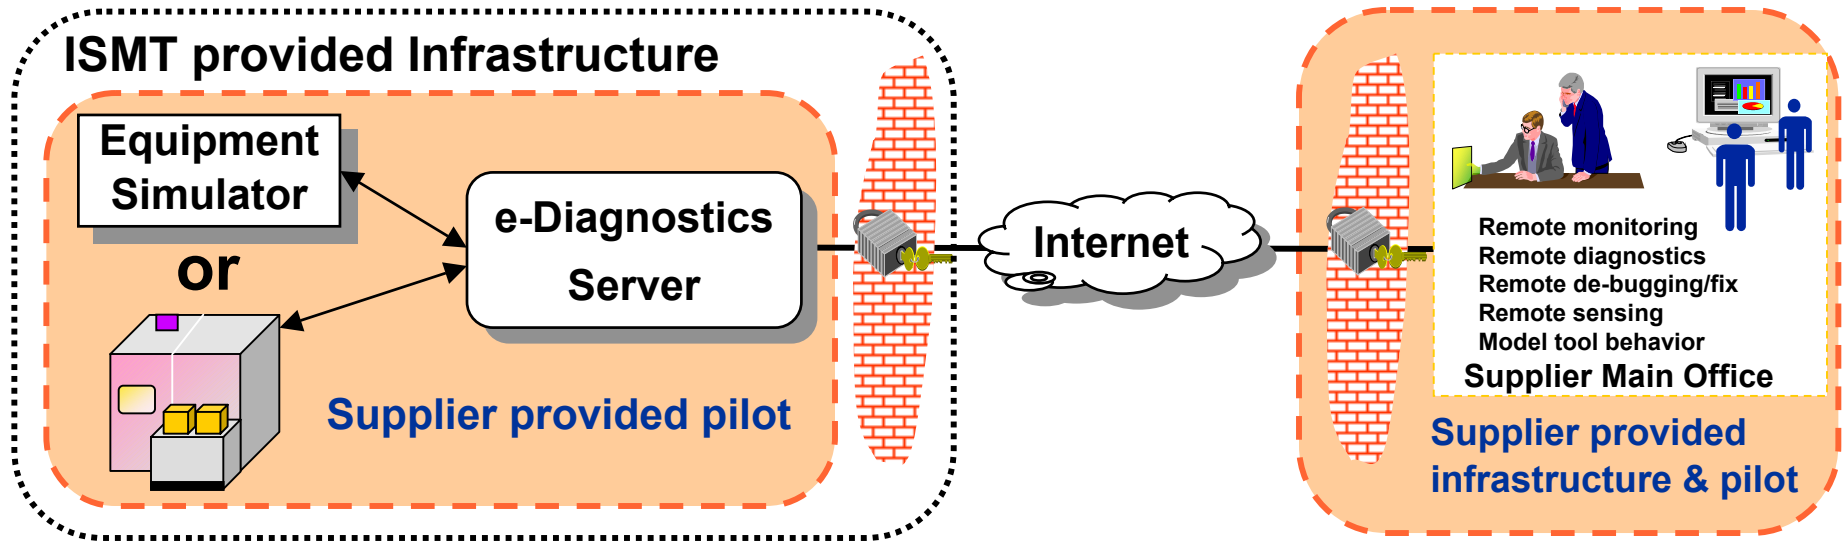 ISMT provided Infrastructure
Equipment
Simulator
or
e-Diagnostics
Server
Supplier provided pilot
Internet
Remote monitoring
Remote diagnostics
Remote de-bugging/fix
Remote sensing
Model tool behavior
Supplier Main Office
Supplier provided
infrastructure & pilot